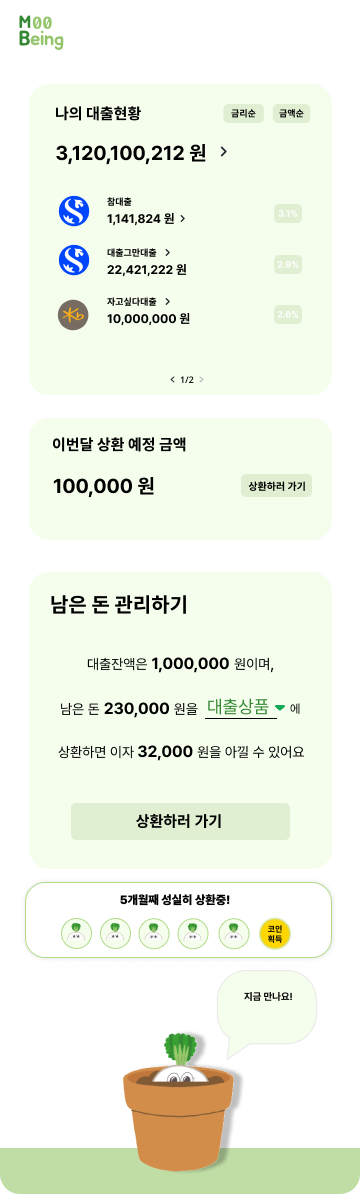 Moo
Being
나의 대출현황
금리순
금액순
3,120,100,212 원
참대출
1,141,824 원
3.1%
대출그만대출
22,421,222 원
2.9%
자고싶다대출
10,000,000 원
2.6%
1/2
이번달 상환 예정 금액
100,000 원
상환하러 가기
남은 돈 관리하기
대출잔액은 1,000,000 원이며,
남은 돈 230,000 원을 대출상품 에
상환하면 이자 32,000 원을 아낄 수 있어요
상환하러 가기
5개월째 성실히 상환중!
코인
획득
지금 만나요!